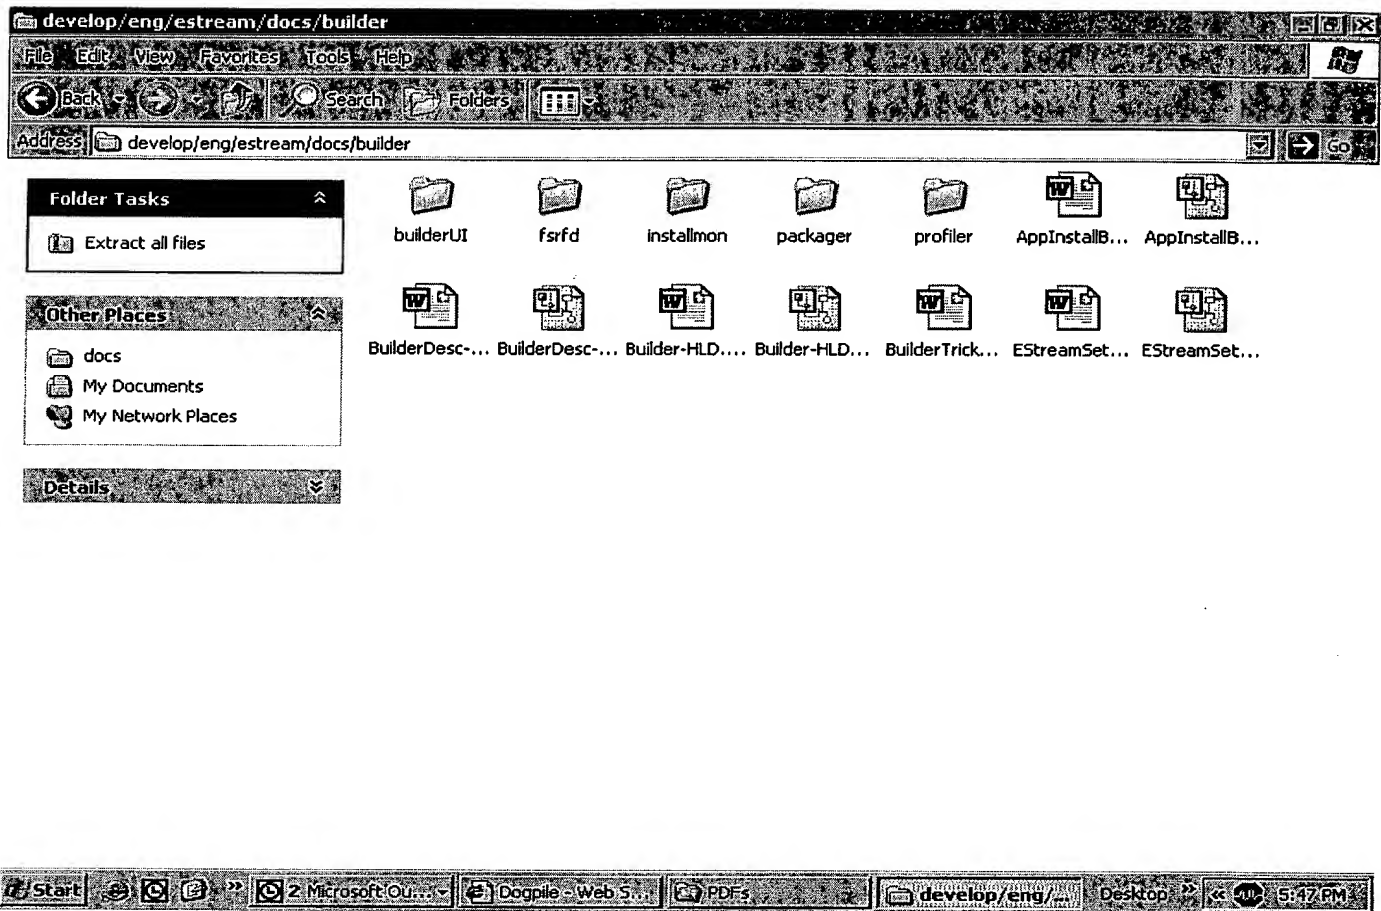 develop/eng/estream/docs/builder
File Edit View Favorites Tools Help
Back Search Folders
Address develop/eng/estream/docs/builder Go
Folder Tasks
Extract all files
Other Places
docs
My Documents
My Network Places
Details
builderUI fsrfd installmon packager profiler AppInstallB... AppInstallB...
BuilderDesc-... BuilderDesc-... Builder-HLD.... Builder-HLD... BuilderTrick... EStreamSet... EStreamSet...
Start 2 Microsoft Ou... Dogpile - Web S... PDFs develop/eng/... Desktop 5:47 PM